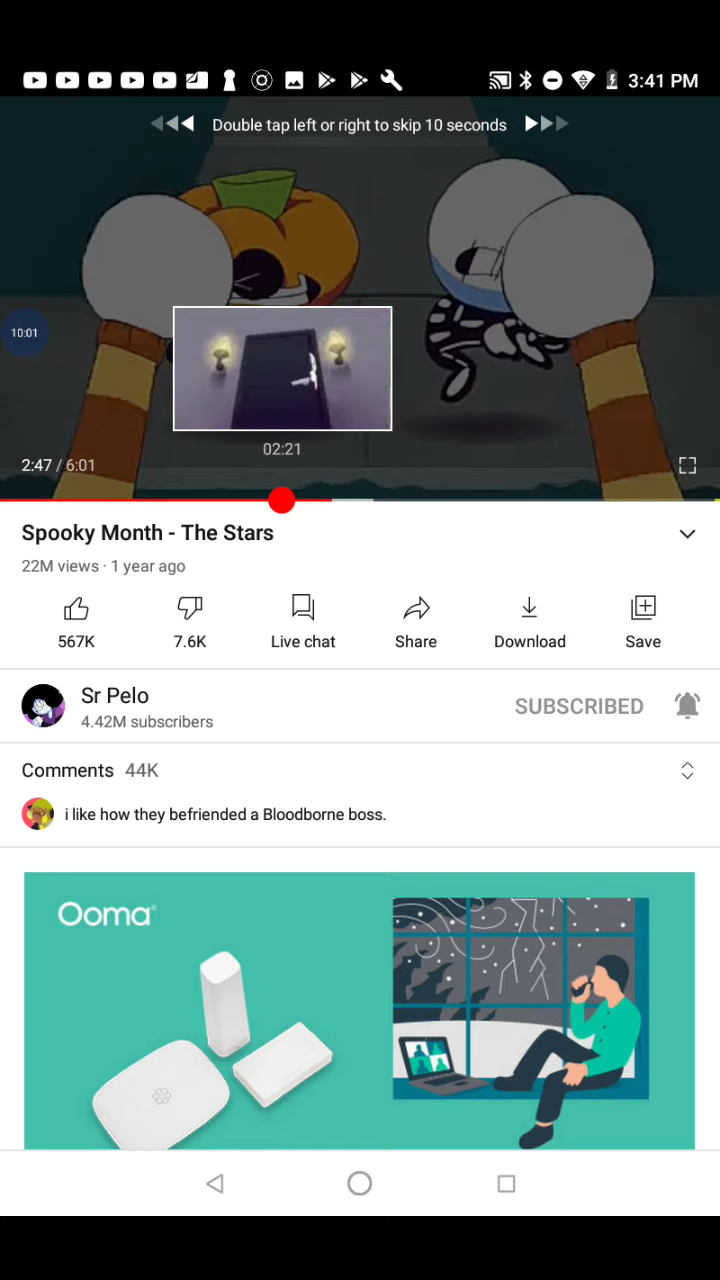 3:41 PM
Double tap left or right to skip 10 seconds
10:01
02:21
2:47 / 6:01
Spooky Month - The Stars
22M views · 1 year ago
567K
7.6K
Live chat
Share
Download
Save
Sr Pelo
4.42M subscribers
SUBSCRIBED
Comments 44K
i like how they befriended a Bloodborne boss.
Ooma®